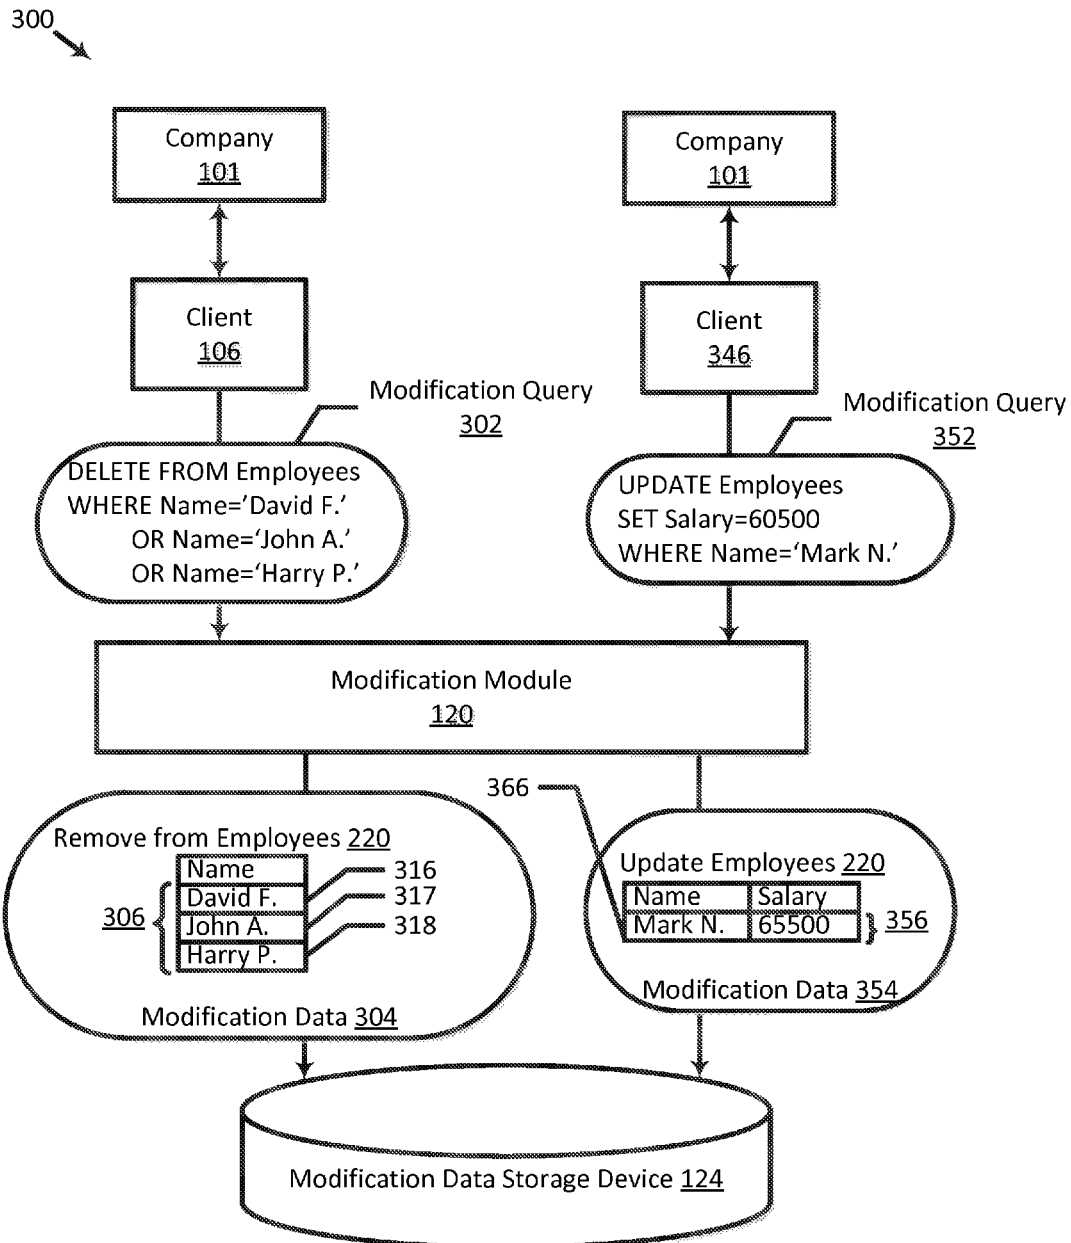 300
Company
101
Company
101
Client
106
Client
346
Modification Query
302
Modification Query
352
DELETE FROM Employees
WHERE Name=’David F.’
OR Name=‘John A.’
OR Name=‘Harry P.’
UPDATE Employees
SET Salary=60500
WHERE Name=‘Mark N.’
Modification Module
120
366
Remove from Employees 220
Name
David F.
John A.
Harry P.
306
316
317
318
Modification Data 304
Update Employees 220
Name Salary
Mark N. 65500
356
Modification Data 354
Modification Data Storage Device 124